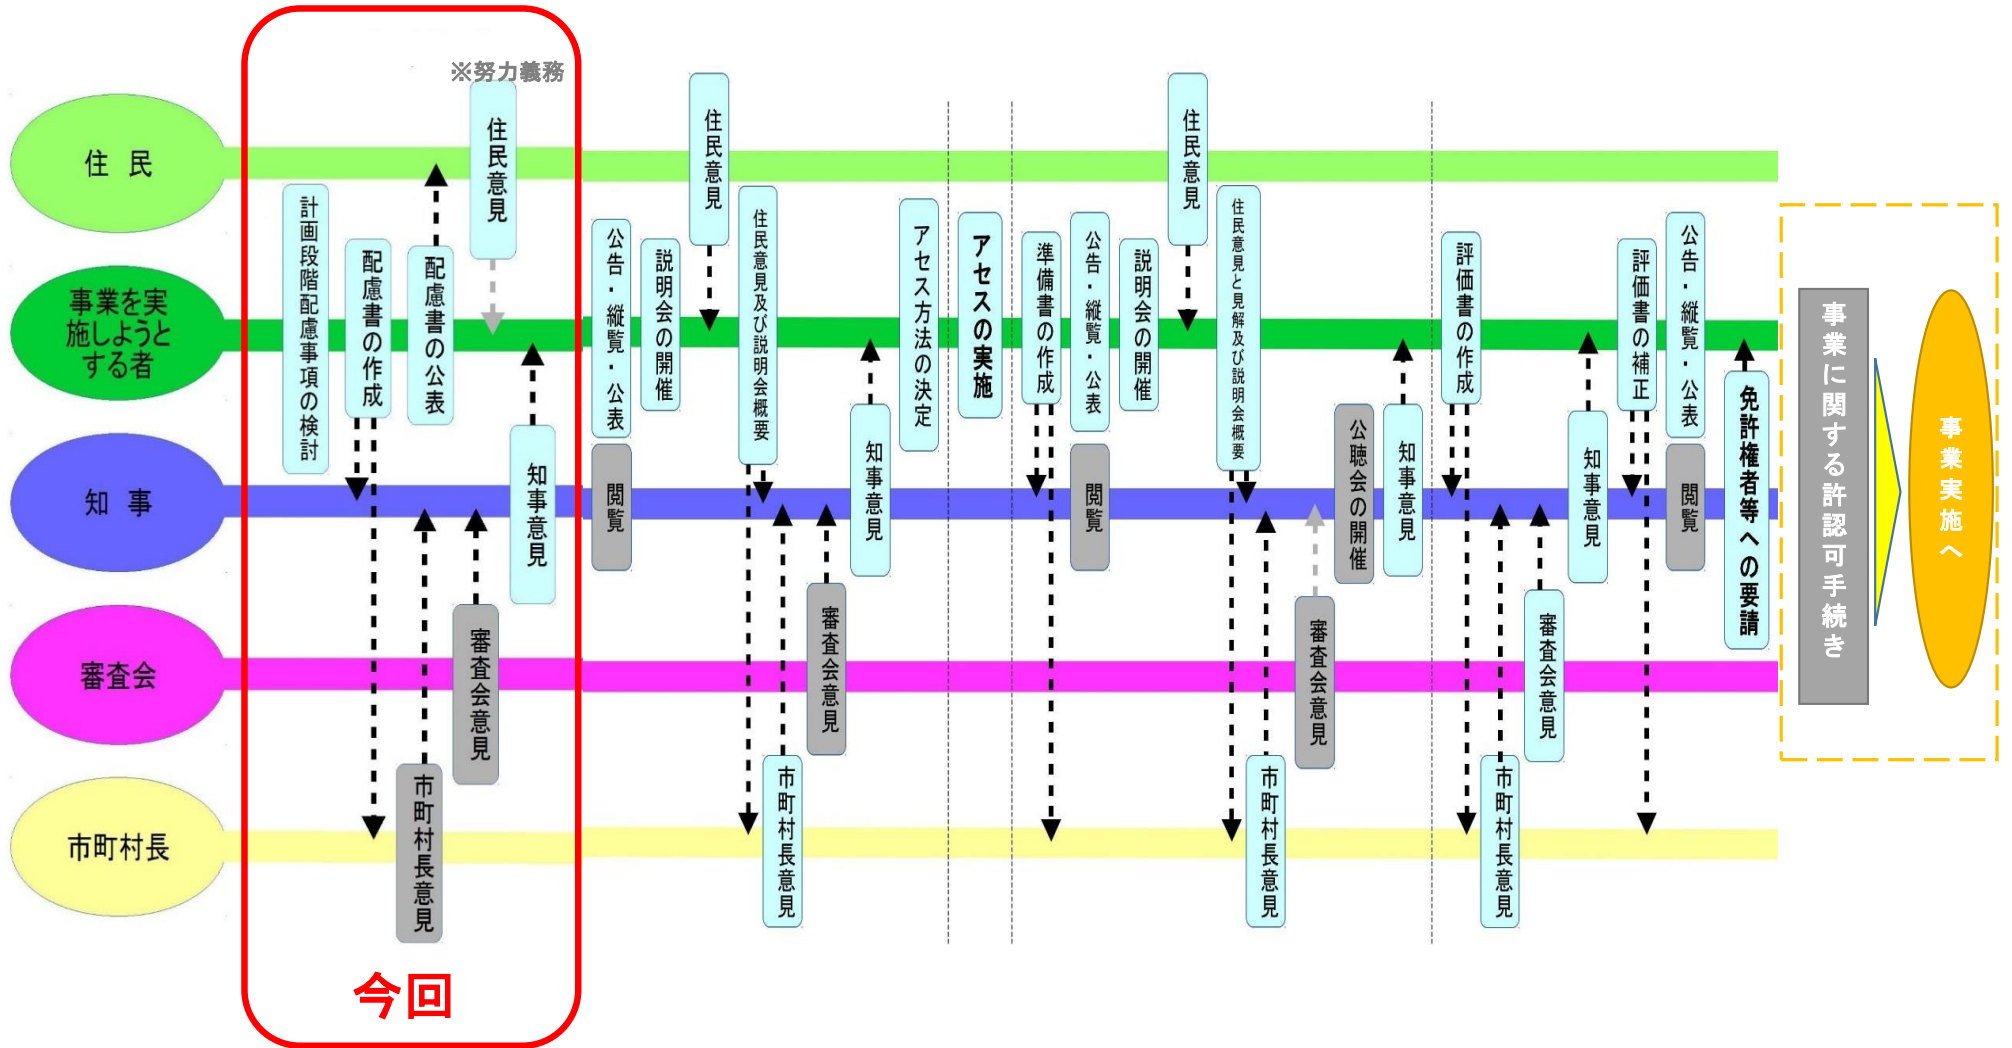 ※努力義務
住民
事業を実
施しようと
する者
知事
審査会
市町村長
計画段階配慮事項の検討
配慮書の作成
配慮書の公表
住民意見
市町村長意見
審査会意見
知事意見
今回
公告・縦覧・公表
閲覧
説明会の開催
住民意見
住民意見及び説明会概要
市町村長意見
審査会意見
知事意見
アセス方法の決定
アセスの実施
準備書の作成
公告・縦覧・公表
閲覧
説明会の開催
住民意見
住民意見と見解及び説明会概要
市町村長意見
審査会意見
公聴会の開催
知事意見
評価書の作成
市町村長意見
審査会意見
知事意見
評価書の補正
公告・縦覧・公表
閲覧
免許権者等への要請
事業に関する許認可手続き
事業実施へ